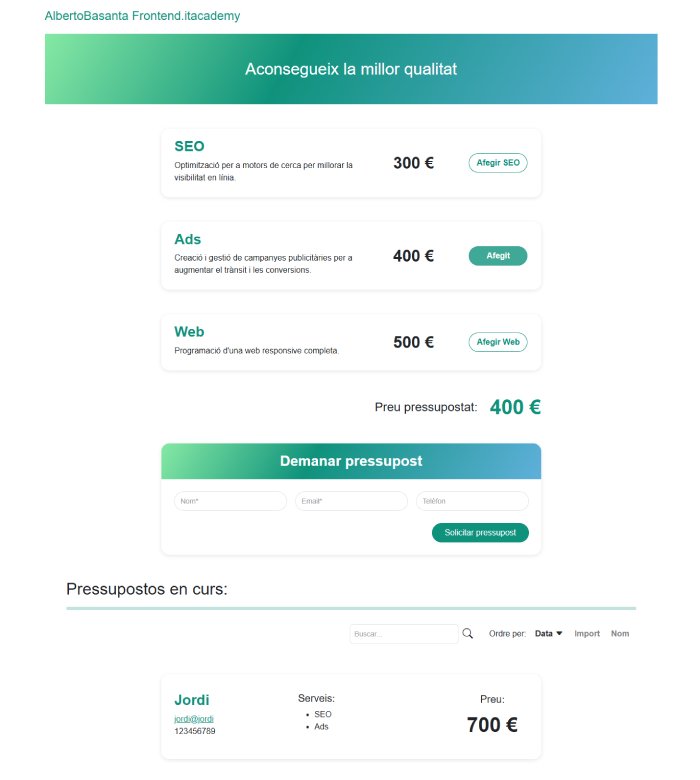 AlbertoBasanta Frontend.itacademy
Aconsegueix la millor qualitat
SEO
Optimització per a motors de cerca per millorar la
visibilitat en línia.
300 €
Afegir SEO
Ads
Creació i gestió de campanyes publicitàries per a
augmentar el trànsit i les conversions.
400 €
Afegit
Web
Programació d'una web responsive completa.
500 €
Afegir Web
Preu pressupostat: 400 €
Demanar pressupost
Nom* Email* Telèfon
Solicitar pressupost
Pressupostos en curs:
Buscar... Ordre per: Data Import Nom
Jordi
jordi@jordi
123456789
Serveis:
• SEO
• Ads
Preu:
700 €